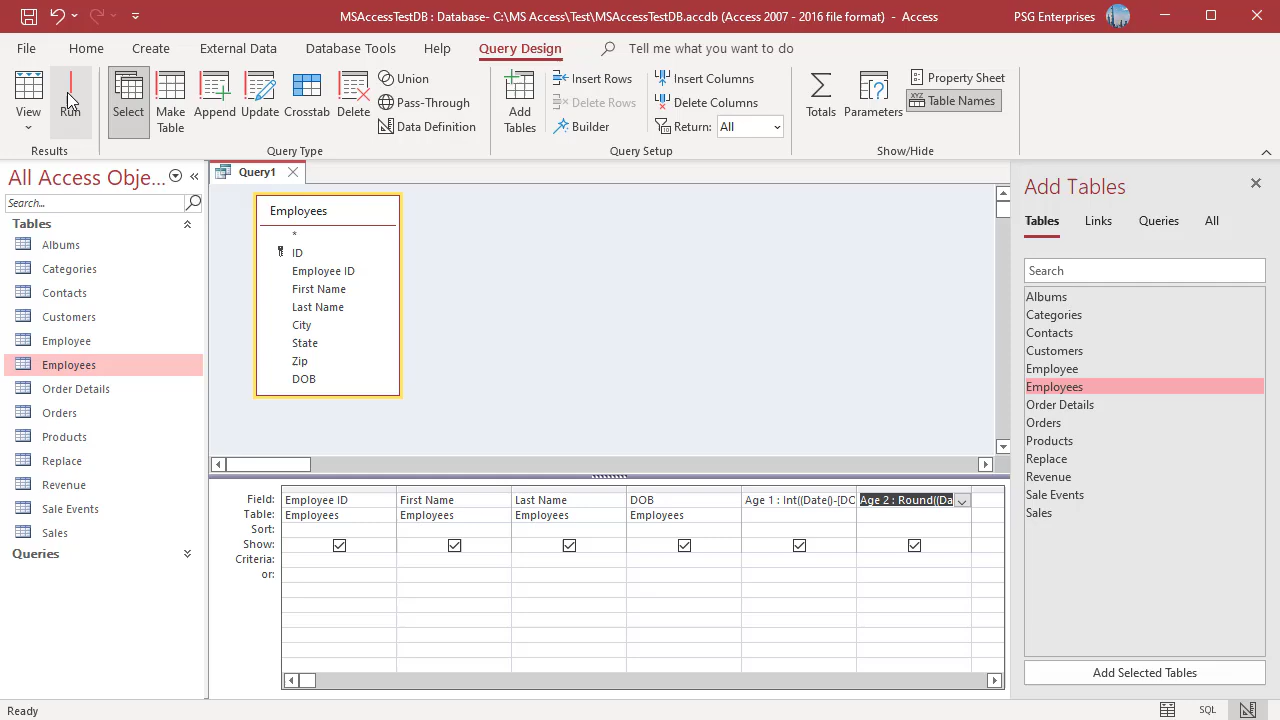 MSAccessTestDB : Database- C:\MS Access\Test\MSAccessTestDB.accdb (Access 2007 - 2016 file format) - Access
PSG Enterprises
File
Home
Create
External Data
Database Tools
Help
Query Design
Tell me what you want to do
View
Run
Select
Make Table
Append
Update
Crosstab
Delete
Union
Pass-Through
Data Definition
Add Tables
Insert Rows
Delete Rows
Builder
Insert Columns
Delete Columns
Return: All
Totals
Parameters
Property Sheet
XYZ Table Names
Results
Query Type
Query Setup
Show/Hide
All Access Obje...
Search...
Tables
Albums
Categories
Contacts
Customers
Employee
Employees
Order Details
Orders
Products
Replace
Revenue
Sale Events
Sales
Queries
Query1
Employees
*
ID
Employee ID
First Name
Last Name
City
State
Zip
DOB
Field: Employee ID First Name Last Name DOB Age 1 : Int((Date()-[DO Age 2 : Round((Da
Table: Employees Employees Employees Employees
Sort:
Show:
Criteria:
or:
Add Tables
Tables
Links
Queries
All
Search
Albums
Categories
Contacts
Customers
Employee
Employees
Order Details
Orders
Products
Replace
Revenue
Sale Events
Sales
Add Selected Tables
Ready
SQL